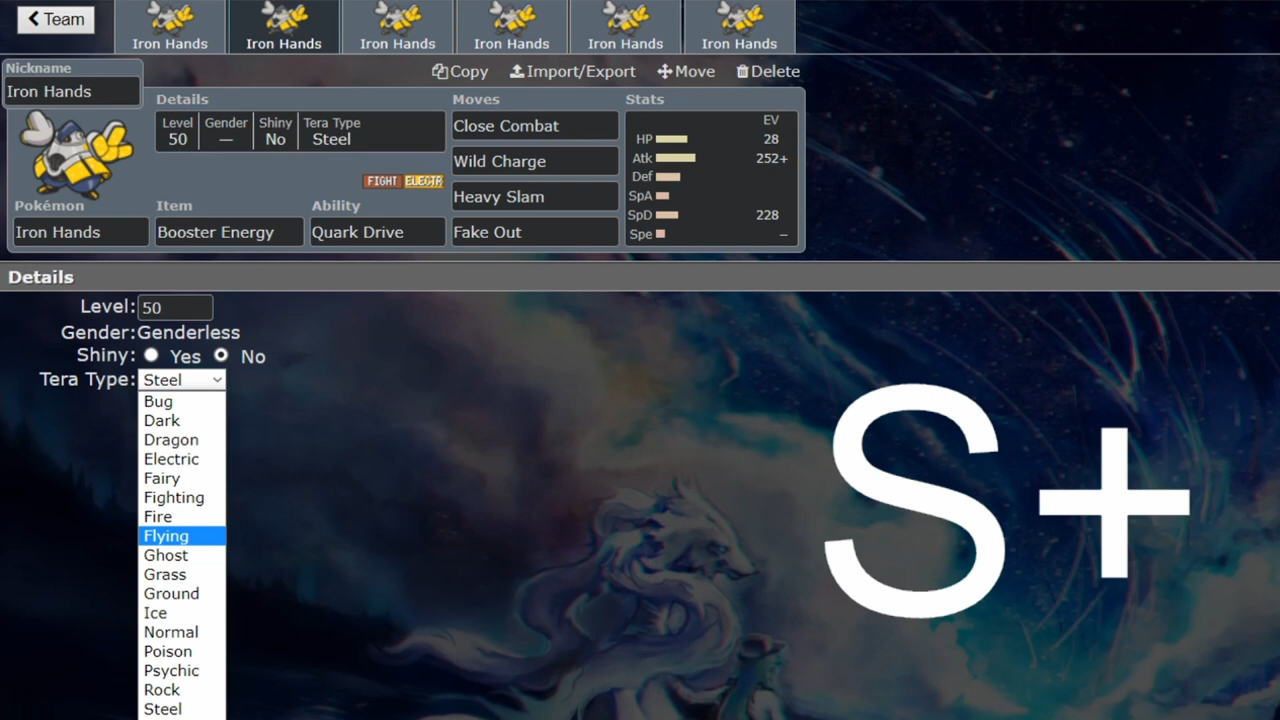 Team
Iron Hands
Iron Hands
Iron Hands
Iron Hands
Iron Hands
Iron Hands
Nickname
Iron Hands
Copy
Import/Export
Move
Delete
Details
Level
50
Gender
—
Shiny
No
Tera Type
Steel
FIGHT
ELECTR
Pokémon
Iron Hands
Item
Booster Energy
Ability
Quark Drive
Moves
Close Combat
Wild Charge
Heavy Slam
Fake Out
Stats
EV
HP 28
Atk 252+
Def
SpA
SpD 228
Spe –
Details
Level: 50
Gender: Genderless
Shiny: Yes No
Tera Type: Steel
Bug
Dark
Dragon
Electric
Fairy
Fighting
Fire
Flying
Ghost
Grass
Ground
Ice
Normal
Poison
Psychic
Rock
Steel
S+